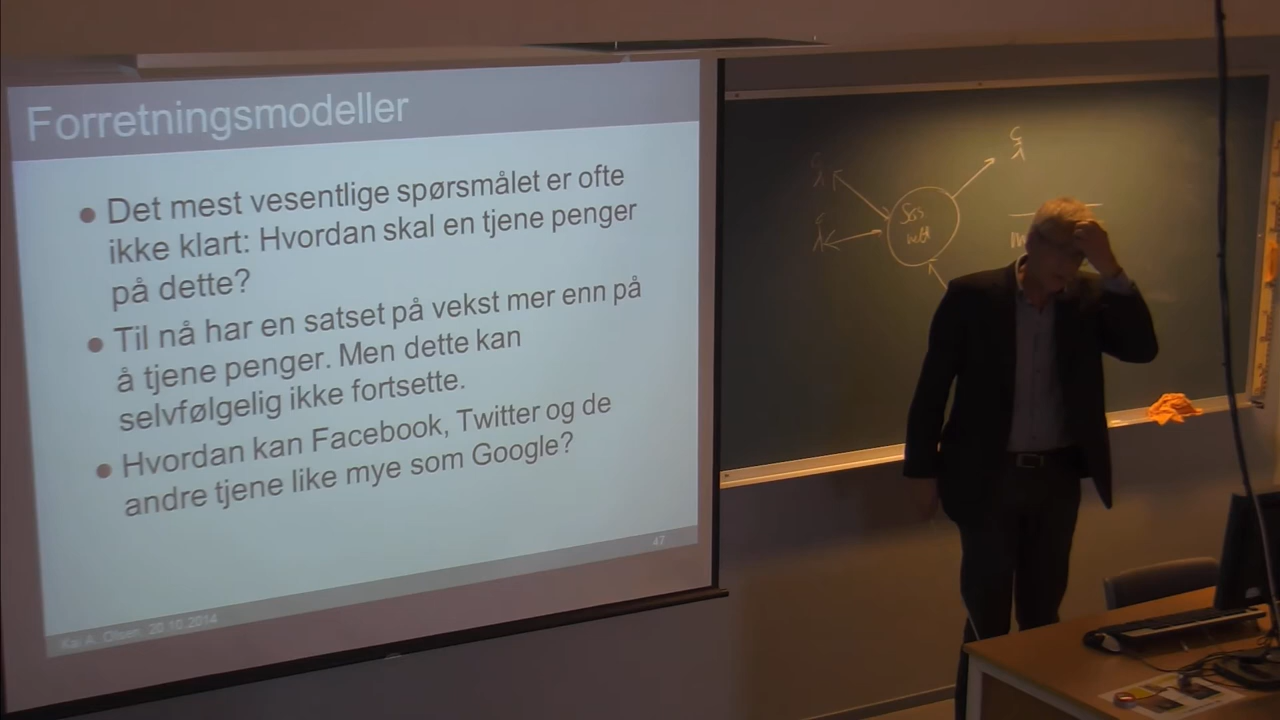 Forretningsmodeller
Det mest vesentlige spørsmålet er ofte
ikke klart: Hvordan skal en tjene penger
på dette?
Til nå har en satset på vekst mer enn på
å tjene penger. Men dette kan
selvfølgelig ikke fortsette.
Hvordan kan Facebook, Twitter og de
andre tjene like mye som Google?
47
Kai A. Olsen, 20.10.2014